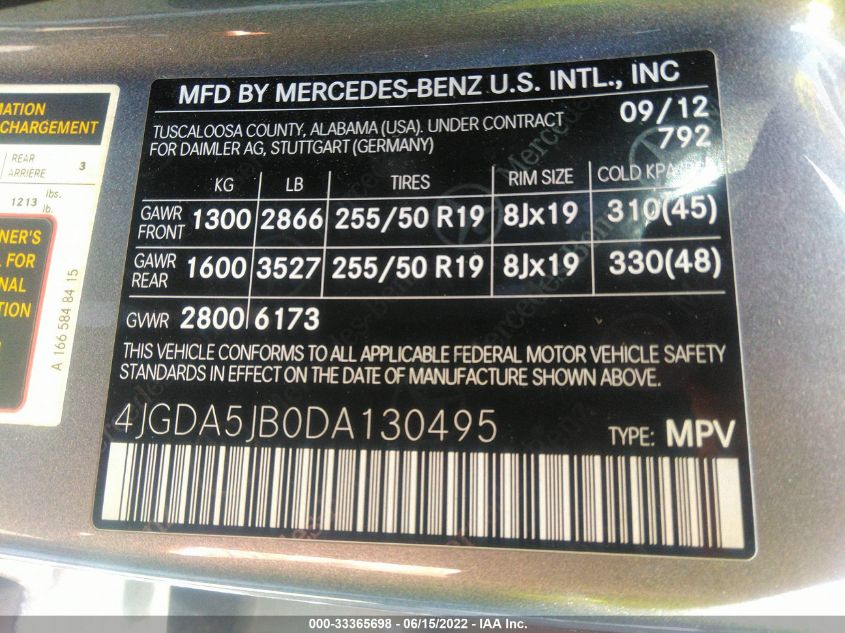 MATION
CHARGEMENT
REAR
ARRIERE 3
1213 lbs.
lb.
NER'S
L FOR
ONAL
TION
A 166 584 84 15
MFD BY MERCEDES-BENZ U.S. INTL., INC
TUSCALOOSA COUNTY, ALABAMA (USA). UNDER CONTRACT 09/12
FOR DAIMLER AG, STUTTGART (GERMANY) 792
KG LB TIRES RIM SIZE COLD KPA
GAWR FRONT 1300 2866 255/50 R19 8Jx19 310(45)
GAWR REAR 1600 3527 255/50 R19 8Jx19 330(48)
GVWR 2800 6173
THIS VEHICLE CONFORMS TO ALL APPLICABLE FEDERAL MOTOR VEHICLE SAFETY
STANDARDS IN EFFECT ON THE DATE OF MANUFACTURE SHOWN ABOVE.
4JGDA5JB0DA130495 TYPE: MPV
000-33365698 - 06/15/2022 - IAA Inc.